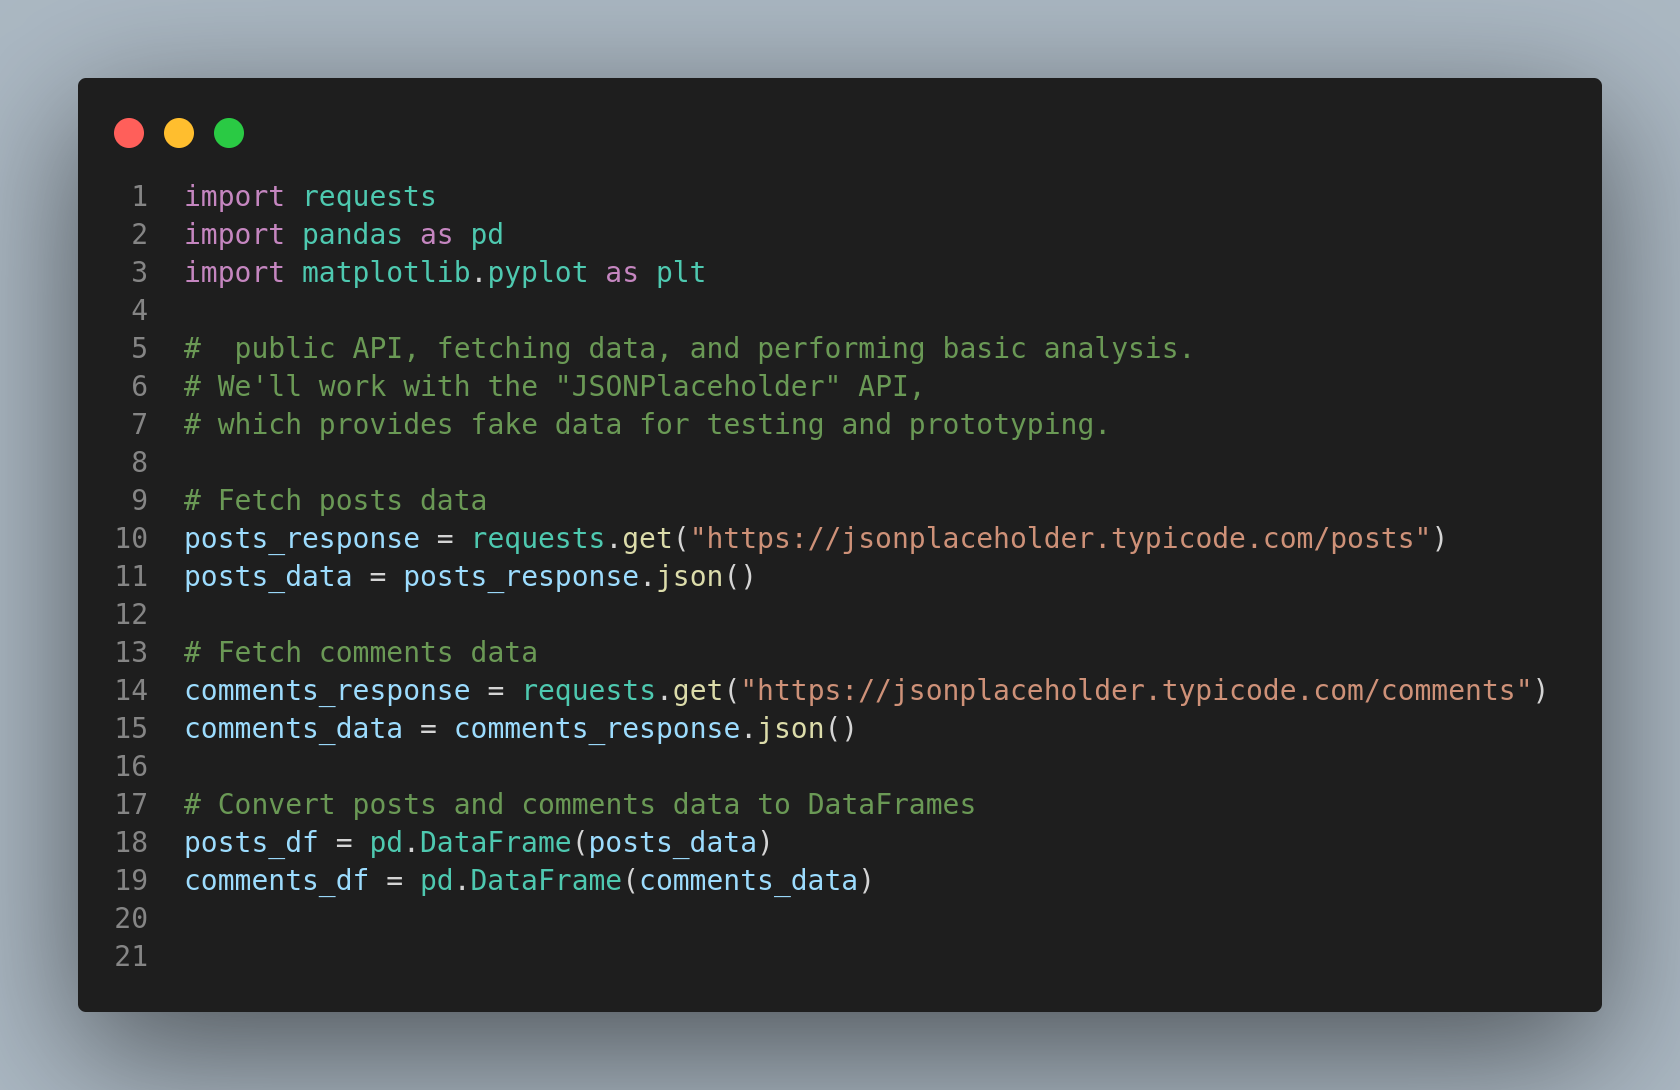 1 import requests
2 import pandas as pd
3 import matplotlib.pyplot as plt
4
5 #  public API, fetching data, and performing basic analysis.
6 # We'll work with the "JSONPlaceholder" API,
7 # which provides fake data for testing and prototyping.
8
9 # Fetch posts data
10 posts_response = requests.get("https://jsonplaceholder.typicode.com/posts")
11 posts_data = posts_response.json()
12
13 # Fetch comments data
14 comments_response = requests.get("https://jsonplaceholder.typicode.com/comments")
15 comments_data = comments_response.json()
16
17 # Convert posts and comments data to DataFrames
18 posts_df = pd.DataFrame(posts_data)
19 comments_df = pd.DataFrame(comments_data)
20
21